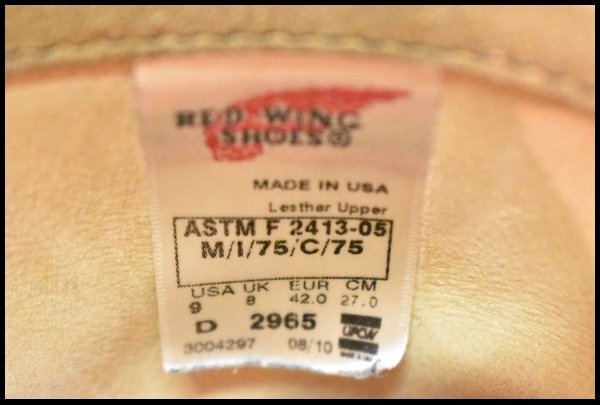 RED WING
SHOES®
MADE IN USA
Leather Upper
ASTM F 2413-05
M/I/75/C/75
USA UK EUR CM
9 8 42.0 27.0
D 2965
UFCW
3004297 08/10